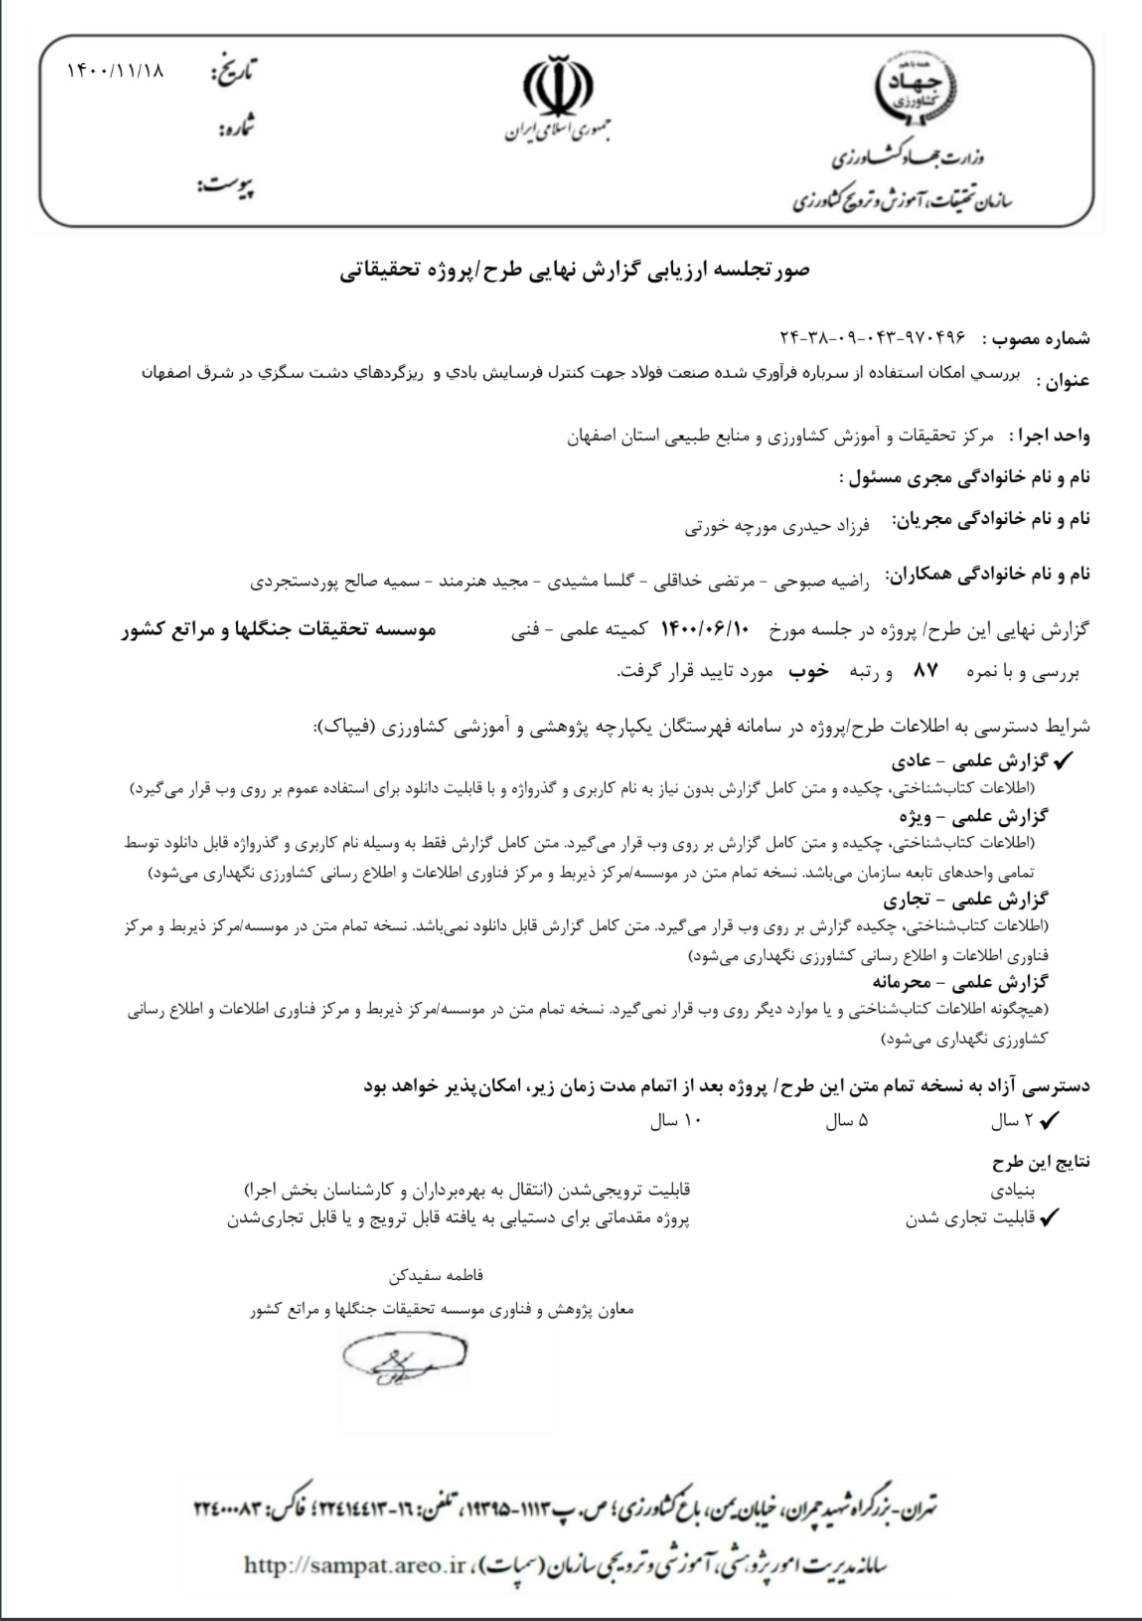 همه با هم
جهاد
کشاورزی
وزارت جهاد کشاورزی
سازمان تحقیقات، آموزش و ترویج کشاورزی
جمهوری اسلامی ایران
تاریخ: ۱۴۰۰/۱۱/۱۸
شماره:
پیوست:
صورتجلسه ارزیابی گزارش نهایی طرح/پروژه تحقیقاتی
شماره مصوب : ۲۴-۳۸-۰۹-۰۴۳-۹۷۰۴۹۶
عنوان : بررسي امکان استفاده از سرباره فرآوري شده صنعت فولاد جهت کنترل فرسايش بادي و ريزگردهاي دشت سگزي در شرق اصفهان
واحد اجرا : مرکز تحقیقات و آموزش کشاورزی و منابع طبیعی استان اصفهان
نام و نام خانوادگی مجری مسئول :
نام و نام خانوادگی مجریان: فرزاد حیدری مورچه خورتی
نام و نام خانوادگی همکاران: راضیه صبوحی - مرتضی خداقلی - گلسا مشیدی - مجید هنرمند - سمیه صالح پوردستجردی
گزارش نهایی این طرح/ پروژه در جلسه مورخ ۱۴۰۰/۰۶/۱۰ کمیته علمی - فنی موسسه تحقیقات جنگلها و مراتع کشور
بررسی و با نمره ۸۷ و رتبه خوب مورد تایید قرار گرفت.
شرایط دسترسی به اطلاعات طرح/پروژه در سامانه فهرستگان یکپارچه پژوهشی و آموزشی کشاورزی (فیپاک):
✓ گزارش علمی - عادی
(اطلاعات کتاب‌شناختی، چکیده و متن کامل گزارش بدون نیاز به نام کاربری و گذرواژه و با قابلیت دانلود برای استفاده عموم بر روی وب قرار می‌گیرد)
گزارش علمی - ویژه
(اطلاعات کتاب‌شناختی، چکیده و متن کامل گزارش بر روی وب قرار می‌گیرد. متن کامل گزارش فقط به وسیله نام کاربری و گذرواژه قابل دانلود توسط
تمامی واحدهای تابعه سازمان می‌باشد. نسخه تمام متن در موسسه/مرکز ذیربط و مرکز فناوری اطلاعات و اطلاع رسانی کشاورزی نگهداری می‌شود)
گزارش علمی - تجاری
(اطلاعات کتاب‌شناختی، چکیده گزارش بر روی وب قرار می‌گیرد. متن کامل گزارش قابل دانلود نمی‌باشد. نسخه تمام متن در موسسه/مرکز ذیربط و مرکز
فناوری اطلاعات و اطلاع رسانی کشاورزی نگهداری می‌شود)
گزارش علمی - محرمانه
(هیچگونه اطلاعات کتاب‌شناختی و یا موارد دیگر روی وب قرار نمی‌گیرد. نسخه تمام متن در موسسه/مرکز ذیربط و مرکز فناوری اطلاعات و اطلاع رسانی
کشاورزی نگهداری می‌شود)
دسترسی آزاد به نسخه تمام متن این طرح/ پروژه بعد از اتمام مدت زمان زیر، امکان‌پذیر خواهد بود
✓ ۲ سال ۵ سال ۱۰ سال
نتایج این طرح
بنیادی قابلیت ترویجی‌شدن (انتقال به بهره‌برداران و کارشناسان بخش اجرا)
✓ قابلیت تجاری شدن پروژه مقدماتی برای دستیابی به یافته قابل ترویج و یا قابل تجاری‌شدن
فاطمه سفیدکن
معاون پژوهش و فناوری موسسه تحقیقات جنگلها و مراتع کشور
تهران-بزرگراه شهید چمران، خیابان یمن، باغ کشاورزی؛ ص. پ ۱۱۱۳-۱۹۳۹۵، تلفن: ۱۶-۲۲۴۱۴۴۱۳؛ فاکس: ۲۲۴۰۰۰۸۳
سامانه مدیریت امور پژوهشی، آموزشی و ترویجی سازمان (سمپات)، http://sampat.areo.ir